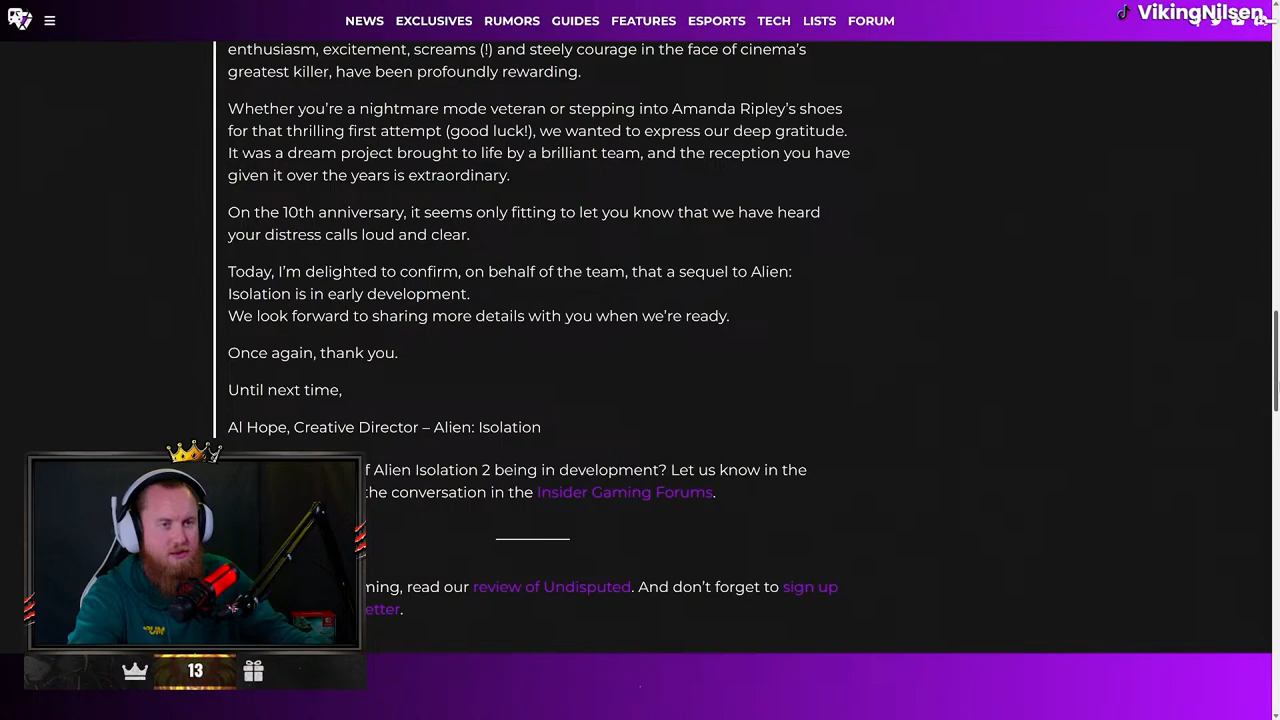 NEWS EXCLUSIVES RUMORS GUIDES FEATURES ESPORTS TECH LISTS FORUM
VikingNilsen
enthusiasm, excitement, screams (!) and steely courage in the face of cinema’s
greatest killer, have been profoundly rewarding.
Whether you’re a nightmare mode veteran or stepping into Amanda Ripley’s shoes
for that thrilling first attempt (good luck!), we wanted to express our deep gratitude.
It was a dream project brought to life by a brilliant team, and the reception you have
given it over the years is extraordinary.
On the 10th anniversary, it seems only fitting to let you know that we have heard
your distress calls loud and clear.
Today, I’m delighted to confirm, on behalf of the team, that a sequel to Alien:
Isolation is in early development.
We look forward to sharing more details with you when we’re ready.
Once again, thank you.
Until next time,
Al Hope, Creative Director – Alien: Isolation
f Alien Isolation 2 being in development? Let us know in the
the conversation in the Insider Gaming Forums.
ming, read our review of Undisputed. And don’t forget to sign up
etter.
13